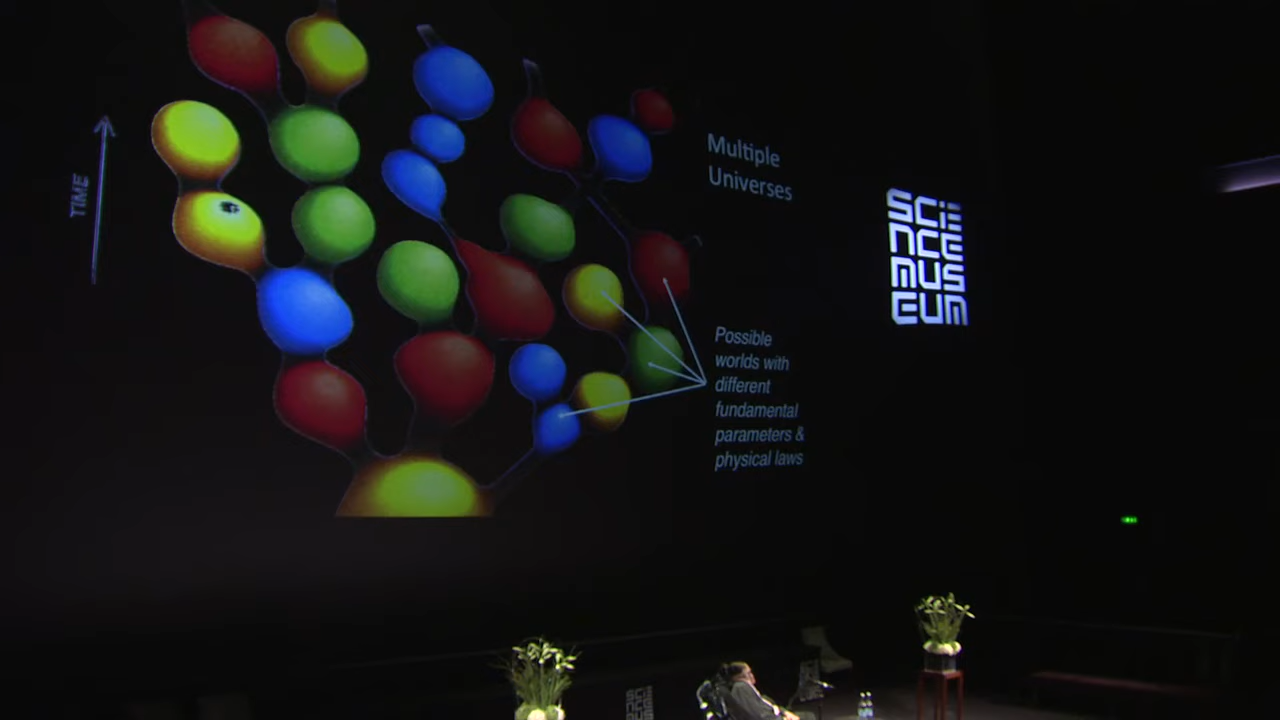 TIME
Multiple
Universes
Possible
worlds with
different
fundamental
parameters &
physical laws
SCIE
NCE
MUS
EUM